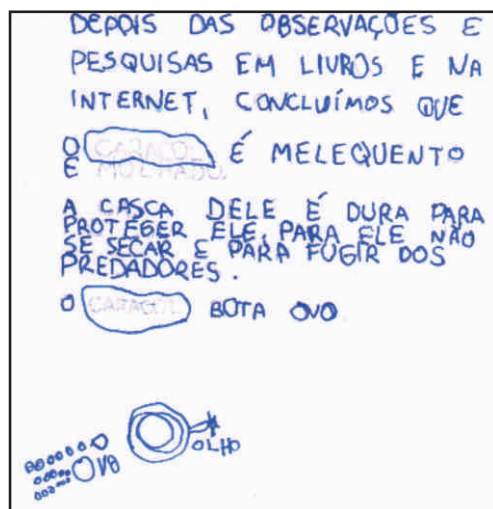 DEPOIS DAS OBSERVAÇÕES E
PESQUISAS EM LIVROS E NA
INTERNET, CONCLUÍMOS QUE
O CARACOL É MELEQUENTO
E MOLHADO.
A CASCA DELE É DURA PARA
PROTEGER ELE, PARA ELE NÃO
SE SECAR E PARA FUGIR DOS
PREDADORES.
O CARACOL BOTA OVO.
OLHO
OVO